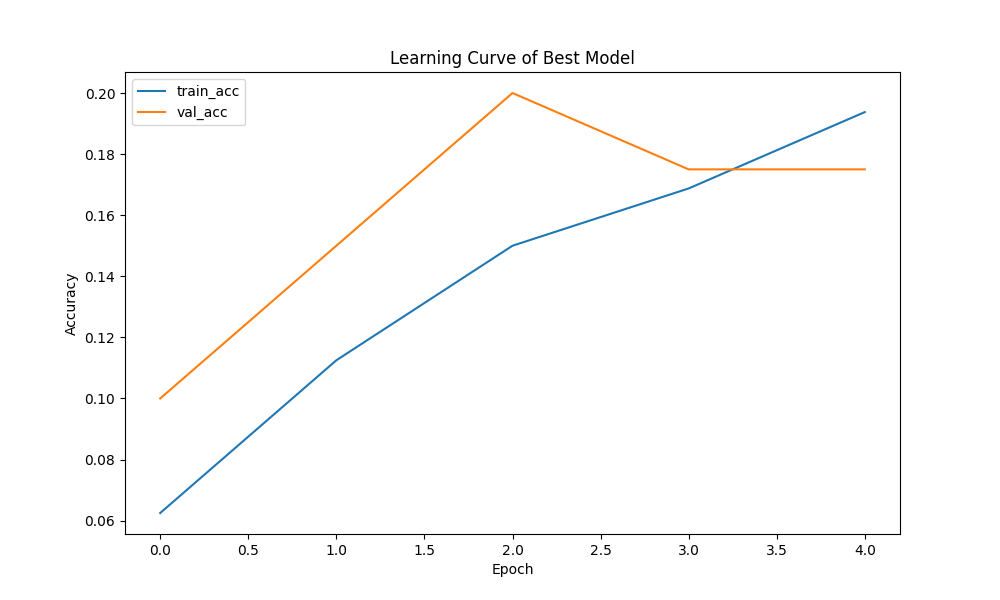 Learning Curve of Best Model
train_acc
val_acc
0.20
0.18
0.16
0.14
0.12
0.10
0.08
0.06
Accuracy
0.0 0.5 1.0 1.5 2.0 2.5 3.0 3.5 4.0
Epoch